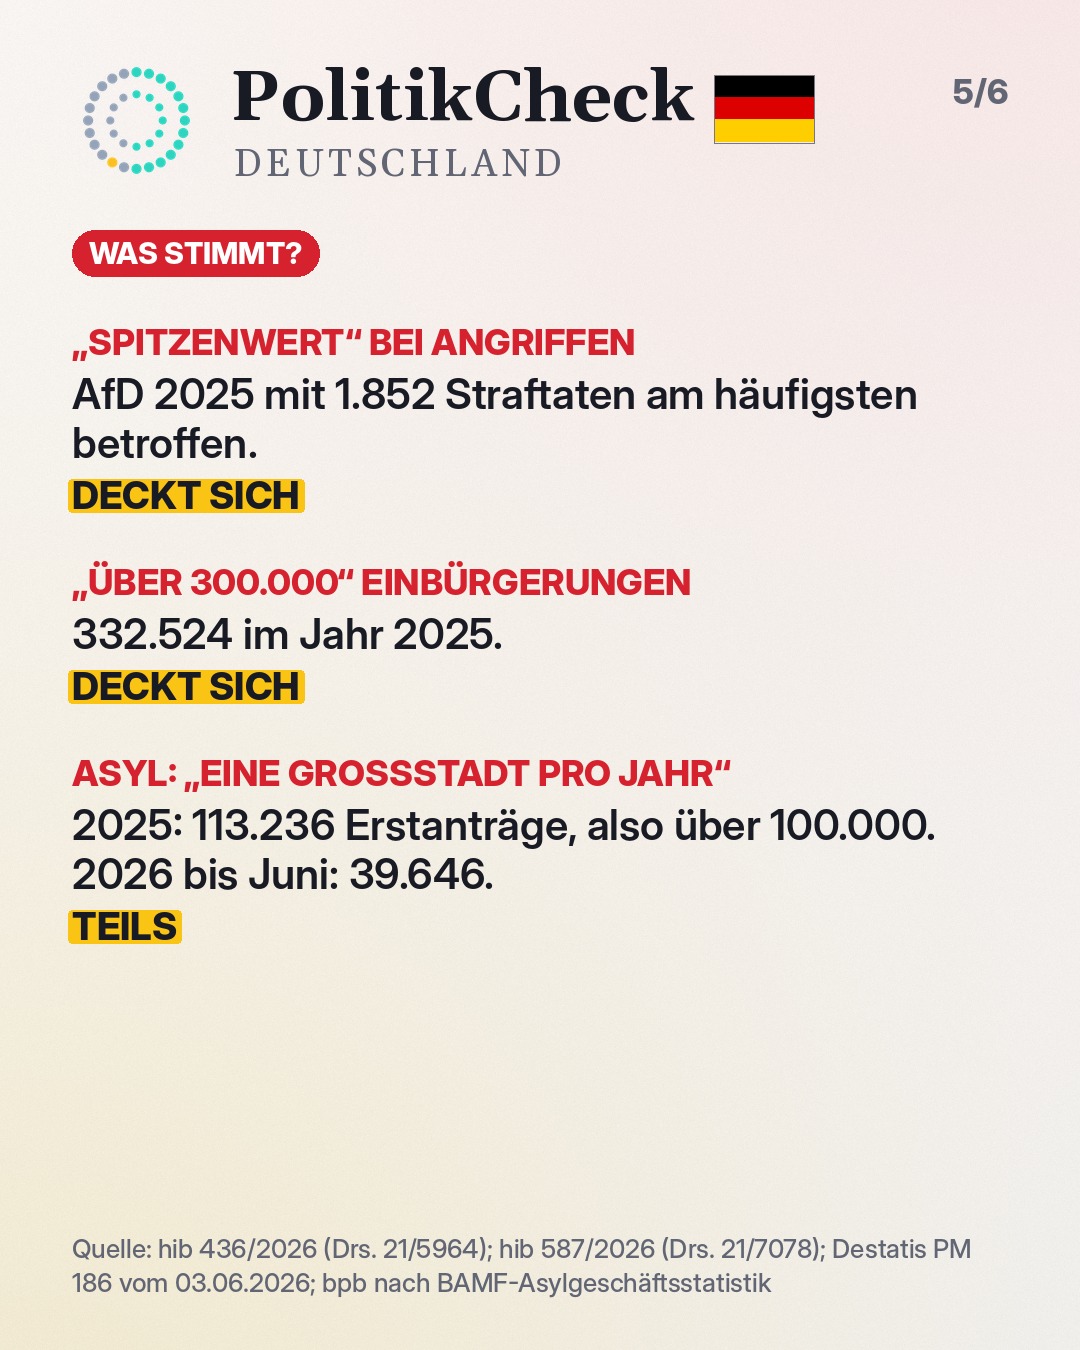 PolitikCheck
DEUTSCHLAND
5/6
WAS STIMMT?
„SPITZENWERT“ BEI ANGRIFFEN
AfD 2025 mit 1.852 Straftaten am häufigsten
betroffen.
DECKT SICH
„ÜBER 300.000“ EINBÜRGERUNGEN
332.524 im Jahr 2025.
DECKT SICH
ASYL: „EINE GROSSSTADT PRO JAHR“
2025: 113.236 Erstanträge, also über 100.000.
2026 bis Juni: 39.646.
TEILS
Quelle: hib 436/2026 (Drs. 21/5964); hib 587/2026 (Drs. 21/7078); Destatis PM
186 vom 03.06.2026; bpb nach BAMF-Asylgeschäftsstatistik